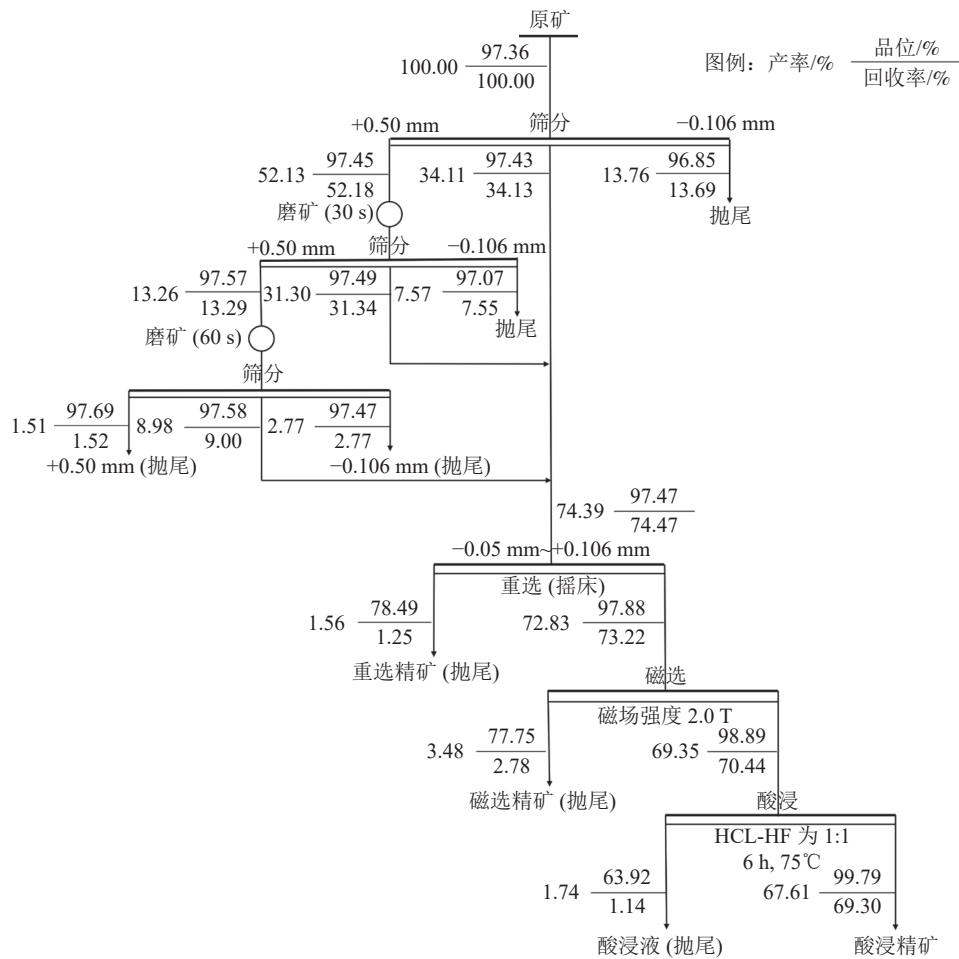 原矿
100.00 97.36
100.00
图例：产率/% 品位/%
回收率/%
+0.50 mm 筛分 −0.106 mm
52.13 97.45
52.18
34.11 97.43
34.13
13.76 96.85
13.69
磨矿 (30 s)
抛尾
+0.50 mm 筛分 −0.106 mm
13.26 97.57
13.29
31.30 97.49
31.34
7.57 97.07
7.55
磨矿 (60 s)
抛尾
筛分
1.51 97.69
1.52
8.98 97.58
9.00
2.77 97.47
2.77
+0.50 mm (抛尾)
−0.106 mm (抛尾)
74.39 97.47
74.47
−0.05 mm~+0.106 mm
重选 (摇床)
1.56 78.49
1.25
72.83 97.88
73.22
重选精矿 (抛尾)
磁选
磁场强度 2.0 T
3.48 77.75
2.78
69.35 98.89
70.44
磁选精矿 (抛尾)
酸浸
HCL-HF 为 1:1
6 h, 75℃
1.74 63.92
1.14
67.61 99.79
69.30
酸浸液 (抛尾)
酸浸精矿